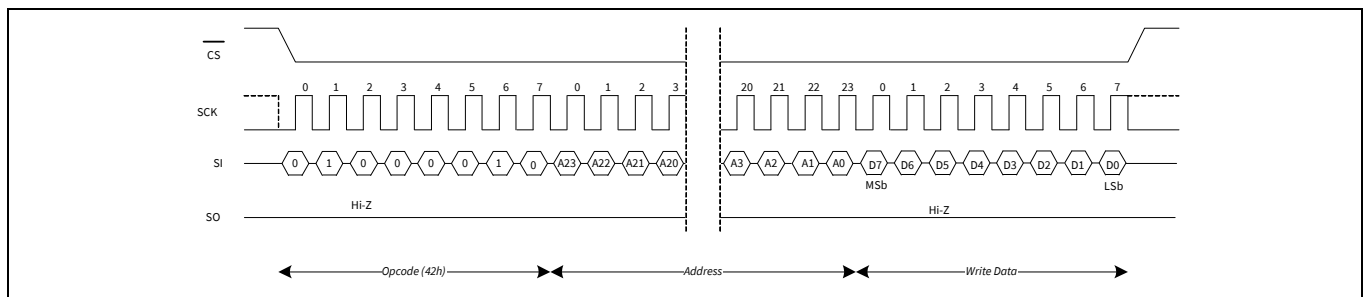 CS
0 1 2 3 4 5 6 7 0 1 2 3 20 21 22 23 0 1 2 3 4 5 6 7
SCK
SI 0 1 0 0 0 0 1 0 A23 A22 A21 A20 A3 A2 A1 A0 D7 D6 D5 D4 D3 D2 D1 D0
MSb LSb
Hi-Z Hi-Z
SO
Opcode (42h) Address Write Data